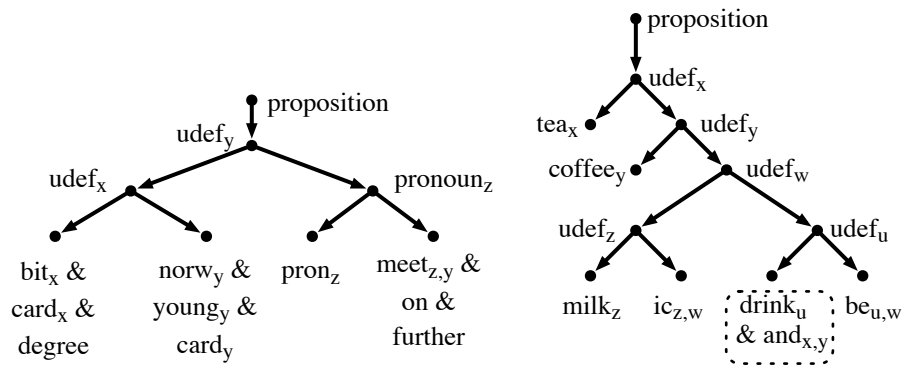 proposition
udef_y
udef_x
pronoun_z
bit_x &
card_x &
degree
norw_y &
young_y &
card_y
pron_z
meet_z,y &
on &
further
proposition
udef_x
tea_x
udef_y
coffee_y
udef_w
udef_z
udef_u
milk_z
ic_z,w
drink_u
& and_x,y
be_u,w